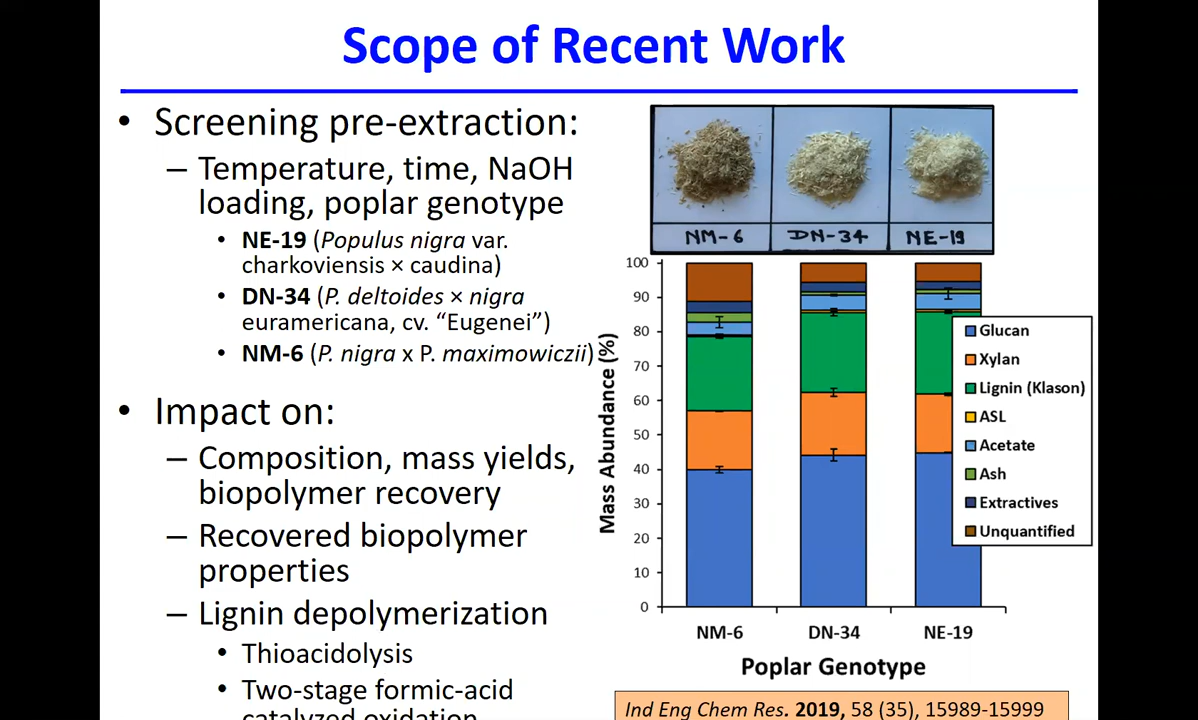 Scope of Recent Work
• Screening pre-extraction:
– Temperature, time, NaOH
loading, poplar genotype
• NE-19 (Populus nigra var.
charkoviensis × caudina)
• DN-34 (P. deltoides × nigra
euramericana, cv. “Eugenei”)
• NM-6 (P. nigra x P. maximowiczii)
• Impact on:
– Composition, mass yields,
biopolymer recovery
– Recovered biopolymer
properties
– Lignin depolymerization
• Thioacidolysis
• Two-stage formic-acid
catalyzed oxidation
NM-6 DN-34 NE-19
Mass Abundance (%)
100
90
80
70
60
50
40
30
20
10
0
Glucan
Xylan
Lignin (Klason)
ASL
Acetate
Ash
Extractives
Unquantified
NM-6 DN-34 NE-19
Poplar Genotype
Ind Eng Chem Res. 2019, 58 (35), 15989-15999